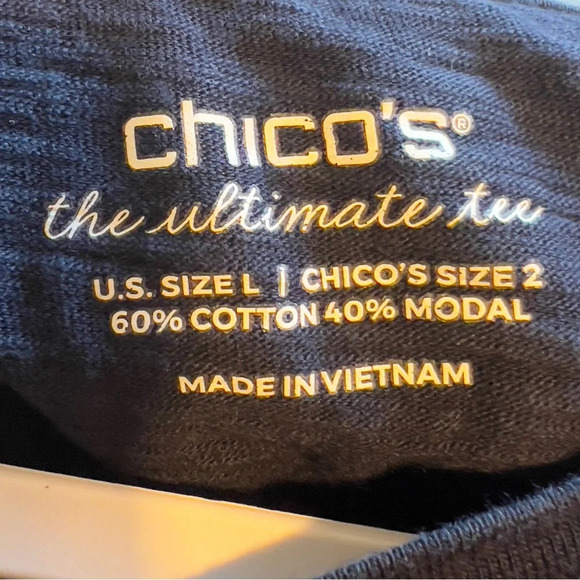 chico's®
the ultimate tee
U.S. SIZE L | CHICO'S SIZE 2
60% COTTON 40% MODAL
MADE IN VIETNAM